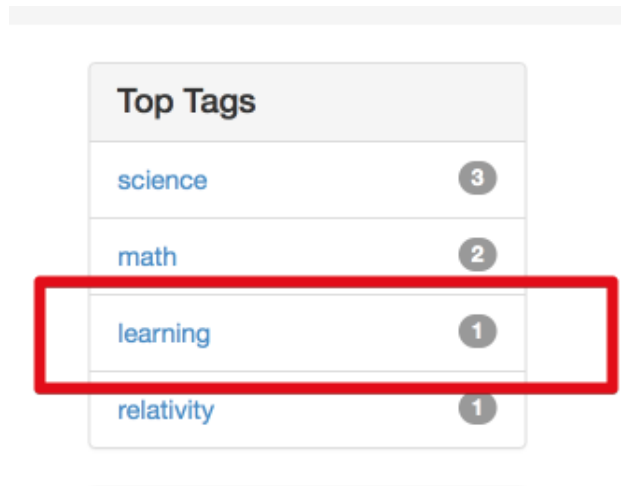 Top Tags
science 3
math 2
learning 1
relativity 1